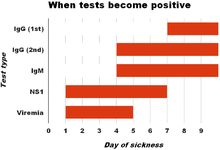 When tests become positive
IgG (1st)
IgG (2nd)
IgM
NS1
Viremia
Test type
0 1 2 3 4 5 6 7 8 9
Day of sickness